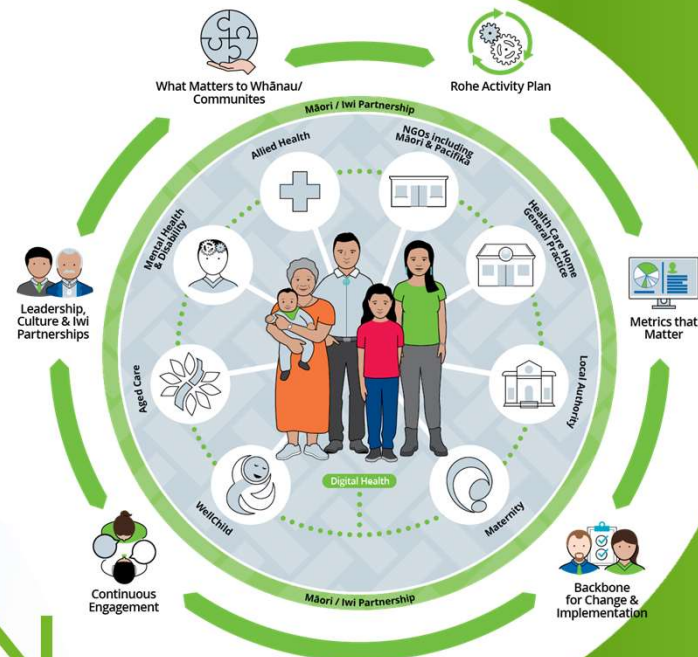 What Matters to Whānau/
Communites
Rohe Activity Plan
Māori / Iwi Partnership
Allied Health
NGOs including
Māori & Pacifika
Mental Health
& Disability
Health Care Home
General Practice
Leadership,
Culture & Iwi
Partnerships
Metrics that
Matter
Aged Care
Local Authority
Digital Health
WellChild
Maternity
Continuous
Engagement
Māori / Iwi Partnership
Backbone
for Change &
Implementation